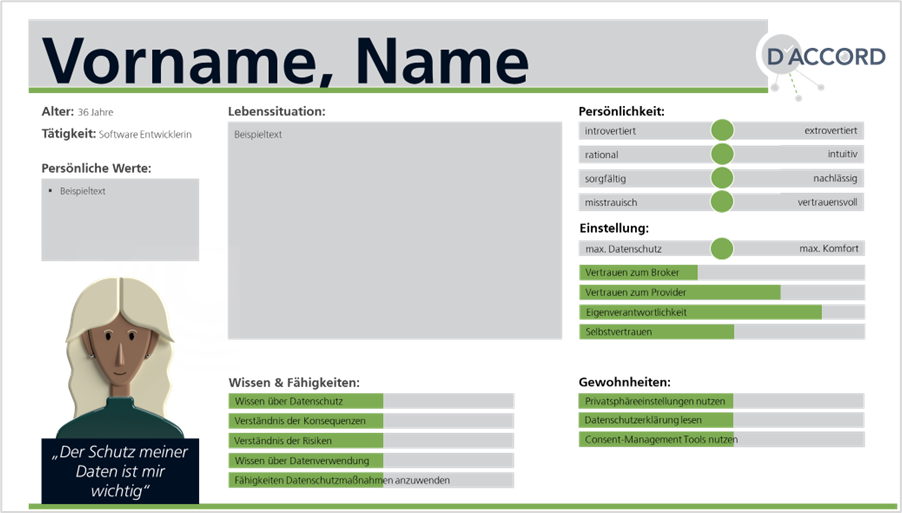 Vorname, Name
D'ACCORD
Alter: 36 Jahre
Tätigkeit: Software Entwicklerin
Persönliche Werte:
▪ Beispieltext
„Der Schutz meiner
Daten ist mir
wichtig“
Lebenssituation:
Beispieltext
Wissen & Fähigkeiten:
Wissen über Datenschutz
Verständnis der Konsequenzen
Verständnis der Risiken
Wissen über Datenverwendung
Fähigkeiten Datenschutzmaßnahmen anzuwenden
Persönlichkeit:
introvertiert extrovertiert
rational intuitiv
sorgfältig nachlässig
misstrauisch vertrauensvoll
Einstellung:
max. Datenschutz max. Komfort
Vertrauen zum Broker
Vertrauen zum Provider
Eigenverantwortlichkeit
Selbstvertrauen
Gewohnheiten:
Privatsphäreeinstellungen nutzen
Datenschutzerklärung lesen
Consent-Management Tools nutzen